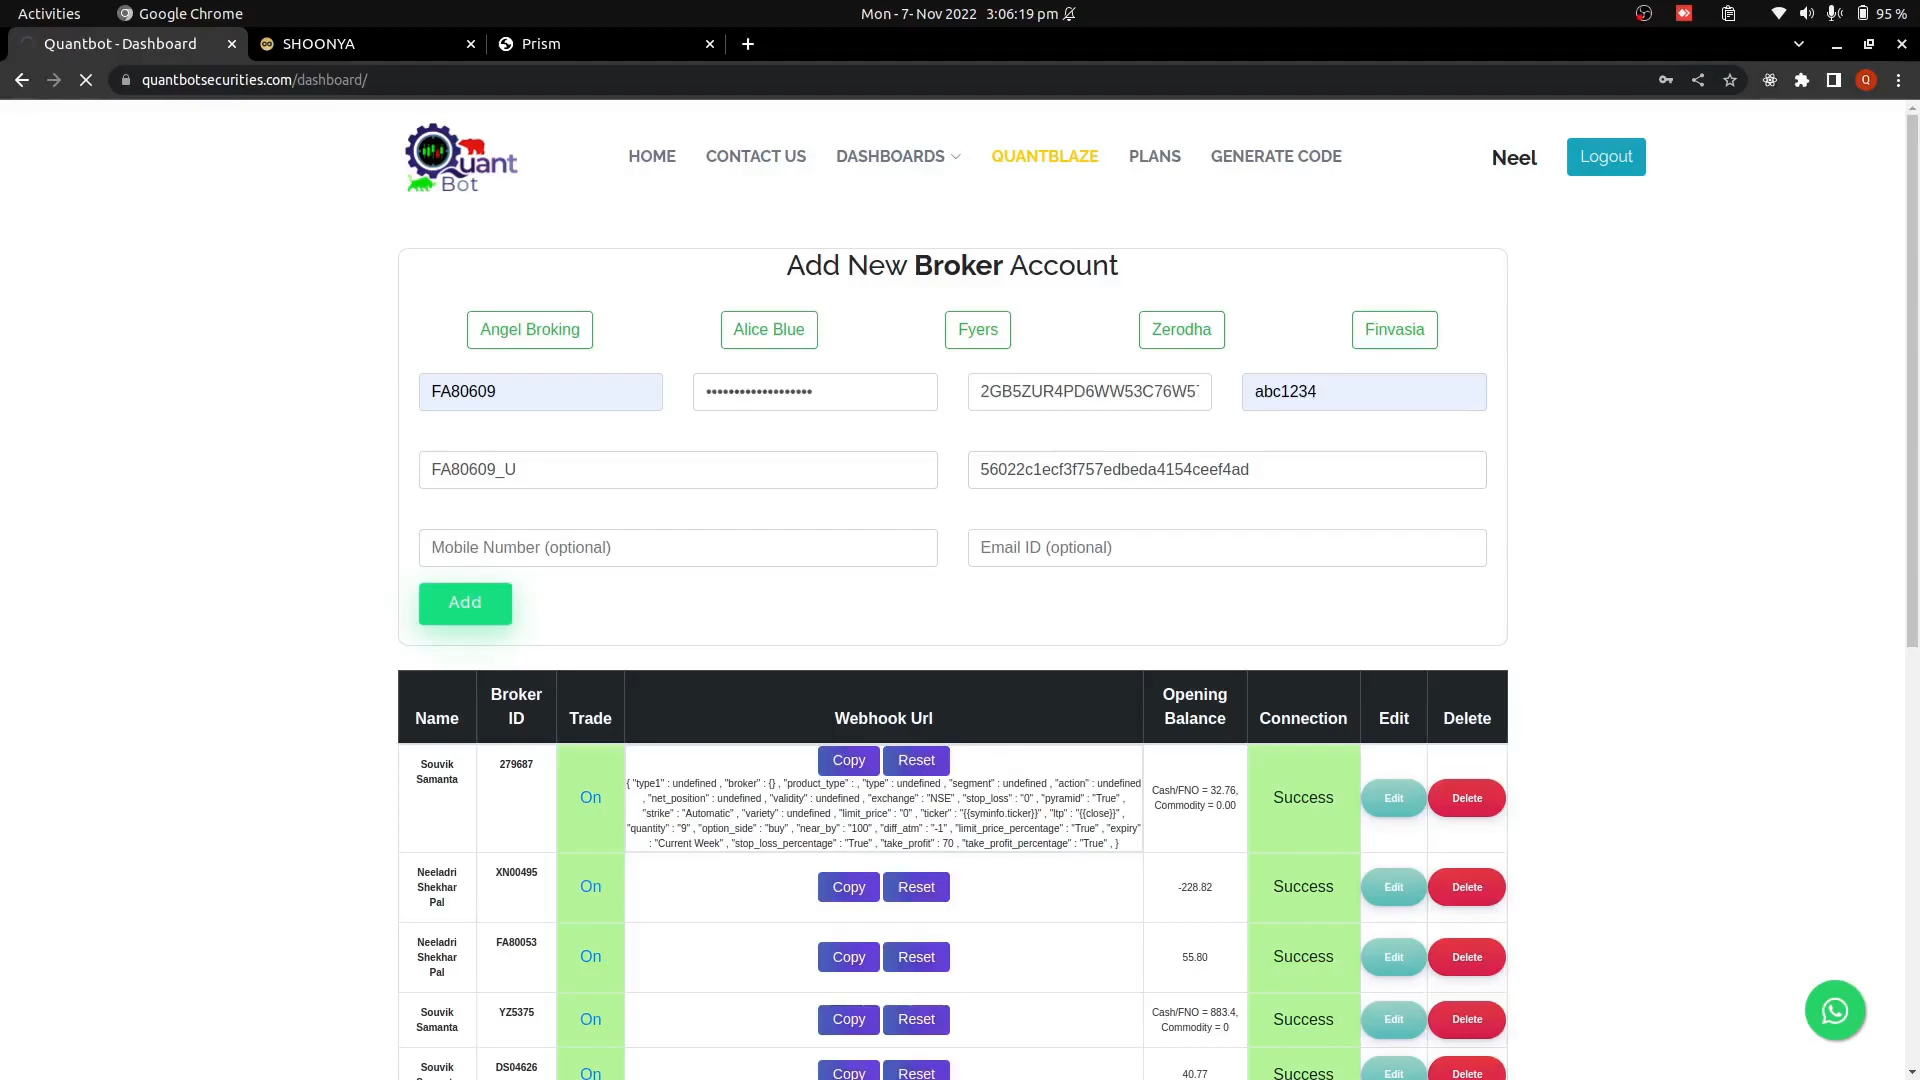 Activities
Google Chrome
Mon - 7- Nov 2022 3:06:19 pm
95 %
Quantbot - Dashboard
SHOONYA
Prism
quantbotsecurities.com/dashboard/
Q
Quant
Bot
HOME
CONTACT US
DASHBOARDS
QUANTBLAZE
PLANS
GENERATE CODE
Neel
Logout
Add New Broker Account
Angel Broking
Alice Blue
Fyers
Zerodha
Finvasia
FA80609
••••••••••••••••••
2GB5ZUR4PD6WW53C76W5
abc1234
FA80609_U
56022c1ecf3f757edbeda4154ceef4ad
Mobile Number (optional)
Email ID (optional)
Add
Name
Broker
ID
Trade
Webhook Url
Opening
Balance
Connection
Edit
Delete
Souvik
Samanta
279687
On
Copy
Reset
{ "type1" : undefined , "broker" : {} , "product_type" : , "type" : undefined , "segment" : undefined , "action" : undefined
, "net_position" : undefined , "validity" : undefined , "exchange" : "NSE" , "stop_loss" : "0" , "pyramid" : "True" ,
"strike" : "Automatic" , "variety" : undefined , "limit_price" : "0" , "ticker" : "{{syminfo.ticker}}" , "ltp" : "{{close}}" ,
"quantity" : "9" , "option_side" : "buy" , "near_by" : "100" , "diff_atm" : "-1" , "limit_price_percentage" : "True" , "expiry"
: "Current Week" , "stop_loss_percentage" : "True" , "take_profit" : 70 , "take_profit_percentage" : "True" , }
Cash/FNO = 32.76,
Commodity = 0.00
Success
Edit
Delete
Neeladri
Shekhar
Pal
XN00495
On
Copy
Reset
-228.82
Success
Edit
Delete
Neeladri
Shekhar
Pal
FA80053
On
Copy
Reset
55.80
Success
Edit
Delete
Souvik
Samanta
YZ5375
On
Copy
Reset
Cash/FNO = 883.4,
Commodity = 0
Success
Edit
Delete
Souvik
DS04626
On
Copy
Reset
40.77
Success
Edit
Delete